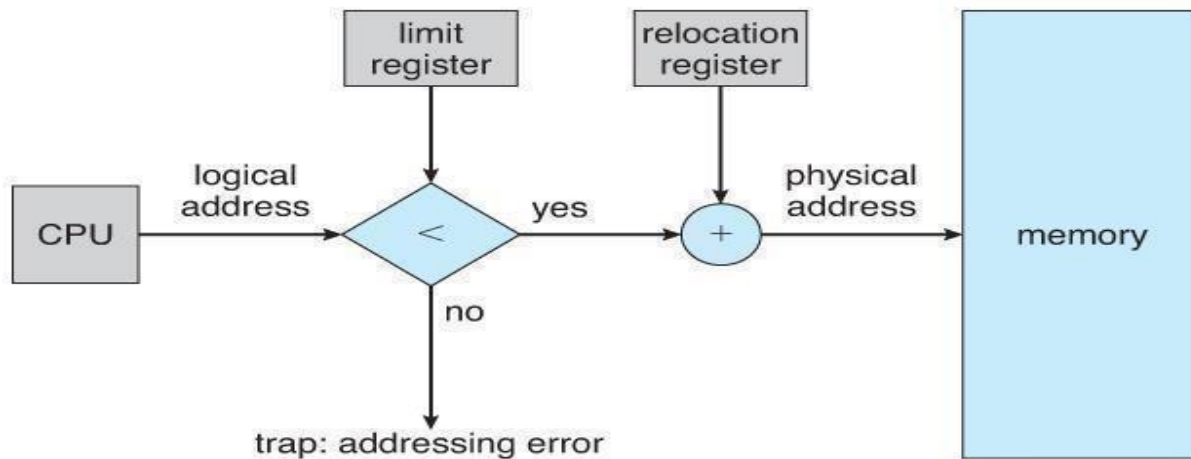 limit
register
relocation
register
logical
address
physical
address
CPU
<
yes
+
memory
no
trap: addressing error